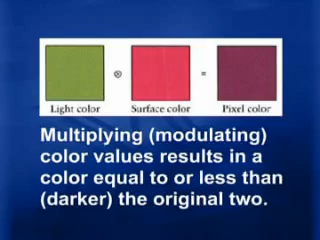 ⊗ =
Light color Surface color Pixel color
Multiplying (modulating)
color values results in a
color equal to or less than
(darker) the original two.